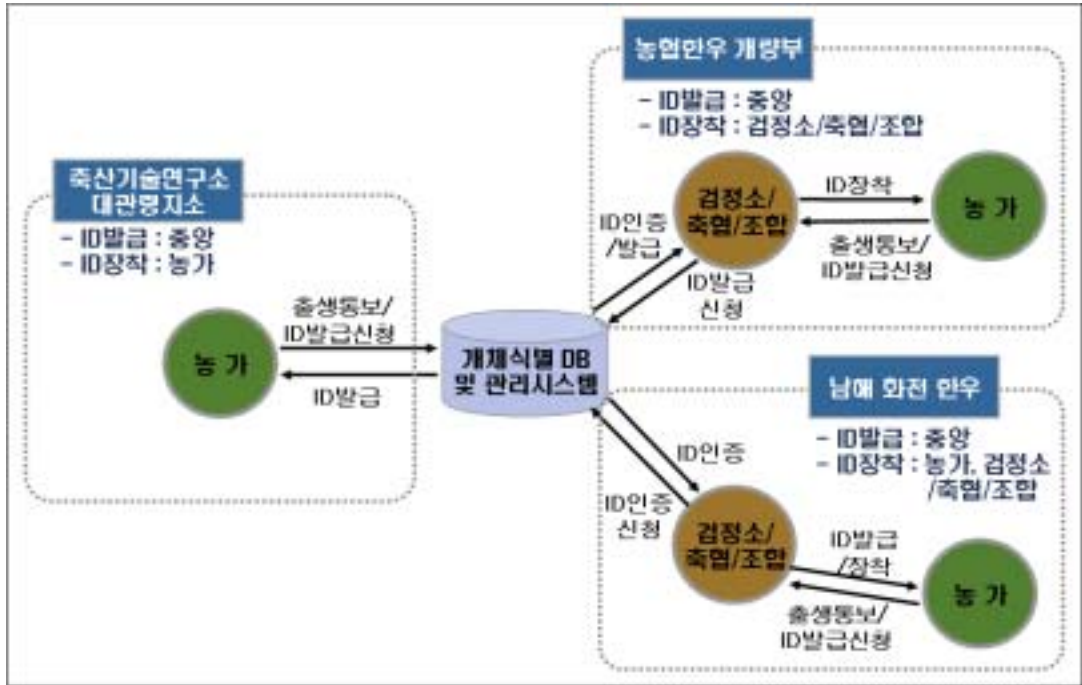 농협한우 개량부
- ID발급 : 중앙
- ID장착 : 검정소/축협/조합
검정소/
축협/조합
ID장착
농 가
출생통보/
ID발급신청
ID인증
/발급
ID발급
신청
축산기술연구소
대관령지소
- ID발급 : 중앙
- ID장착 : 농가
농 가
출생통보/
ID발급신청
ID발급
개체식별 DB
및 관리시스템
남해 화전 한우
- ID발급 : 중앙
- ID장착 : 농가, 검정소
/축협/조합
ID인증
ID인증
신청
검정소/
축협/조합
ID발급
/장착
농 가
출생통보/
ID발급신청